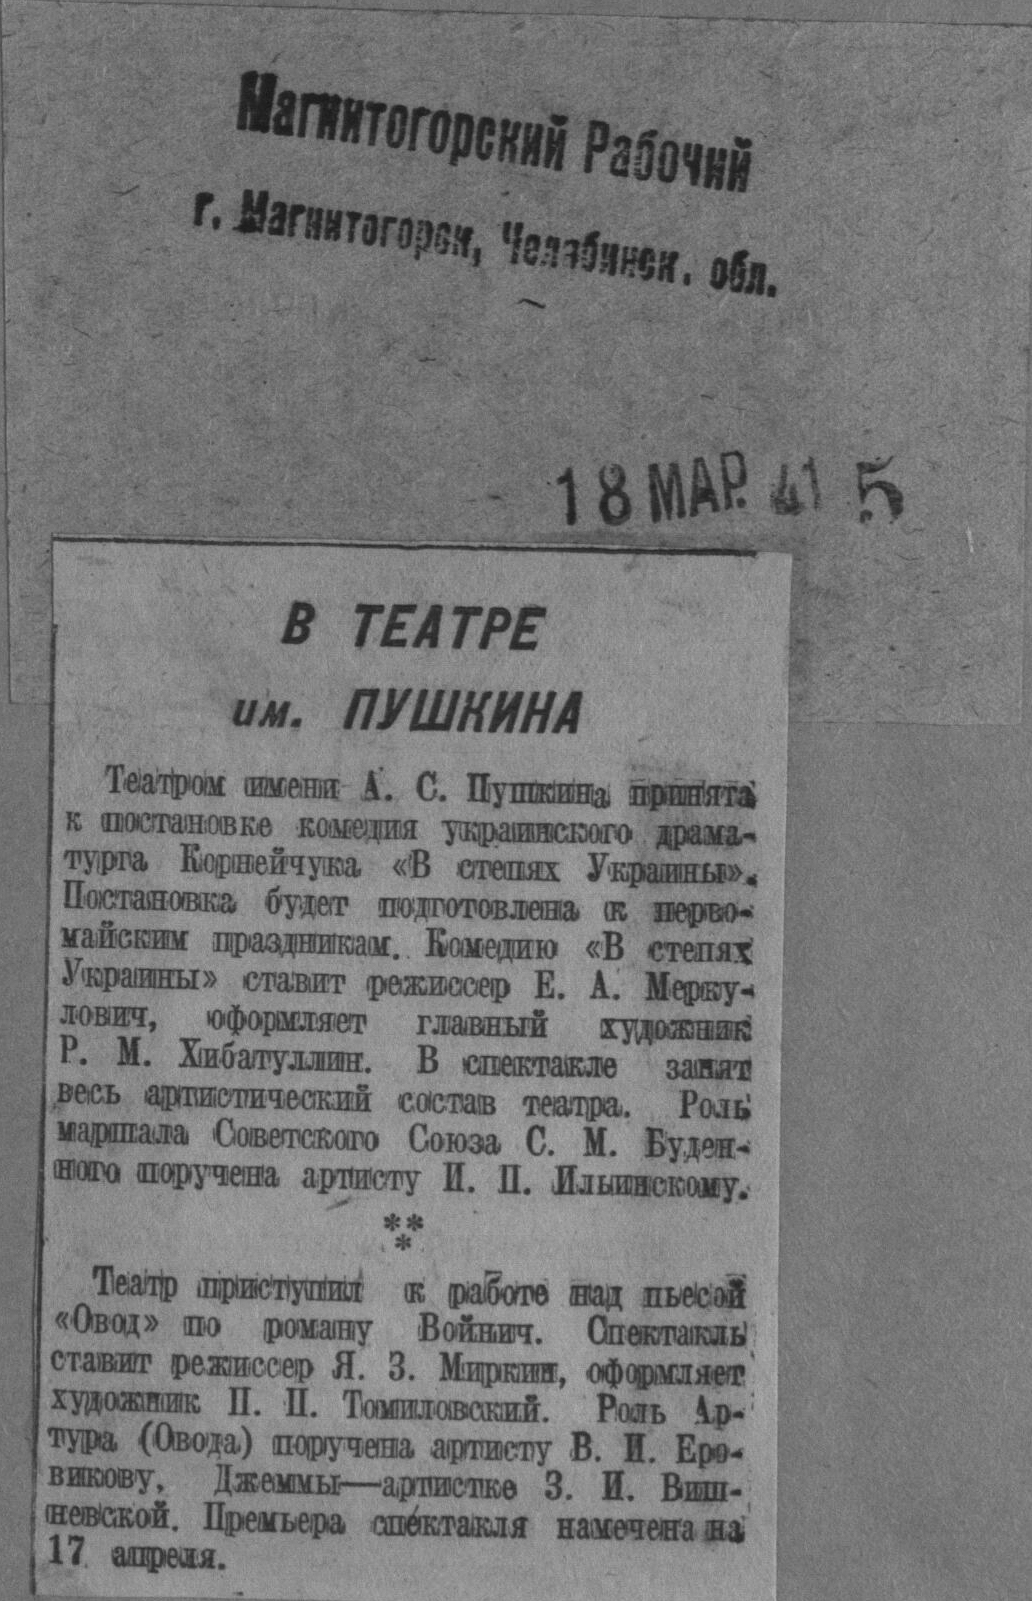 Магнитогорский Рабочий
г. Магнитогорск, Челябинск. обл.
18 МАР. 41 5
В ТЕАТРЕ
им. ПУШКИНА
Театром имени А. С. Пушкина принята
к постановке комедия украинского драма-
турга Корнейчука «В степях Украины».
Постановка будет подготовлена к перво-
майским праздникам. Комедию «В степях
Украины» ставит режиссер Е. А. Мерку-
лович, оформляет главный художник
Р. М. Хибатуллин. В спектакле занят
весь артистический состав театра. Роль
маршала Советского Союза С. М. Буден-
ного поручена артисту И. П. Ильинскому.
**
*
Театр приступил к работе над пьесой
«Овод» по роману Войнич. Спектакль
ставит режиссер Я. З. Миркин, оформляет
художник П. П. Томиловский. Роль Ар-
тура (Овода) поручена артисту В. И. Еро-
викову, Джеммы—артистке З. И. Виш-
невской. Премьера спектакля намечена на
17 апреля.